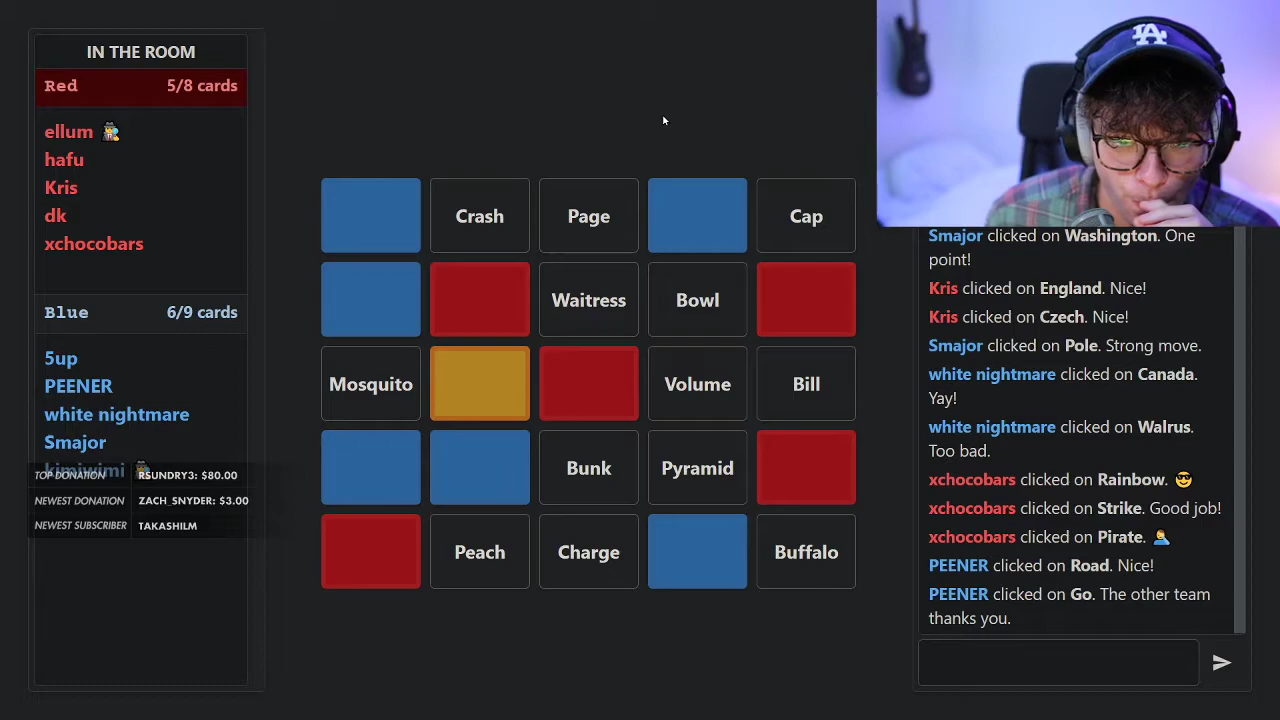 IN THE ROOM
Red 5/8 cards
ellum
hafu
Kris
dk
xchocobars
Blue 6/9 cards
5up
PEENER
white nightmare
Smajor
kimiwimi
TOP DONATION RSUNDRY3: $80.00
NEWEST DONATION ZACH_SNYDER: $3.00
NEWEST SUBSCRIBER TAKASHILM
Crash Page Cap
Waitress Bowl
Mosquito Volume Bill
Bunk Pyramid
Peach Charge Buffalo
LA
Smajor clicked on Washington. One
point!
Kris clicked on England. Nice!
Kris clicked on Czech. Nice!
Smajor clicked on Pole. Strong move.
white nightmare clicked on Canada.
Yay!
white nightmare clicked on Walrus.
Too bad.
xchocobars clicked on Rainbow. 😎
xchocobars clicked on Strike. Good job!
xchocobars clicked on Pirate. 🤦‍♂️
PEENER clicked on Road. Nice!
PEENER clicked on Go. The other team
thanks you.